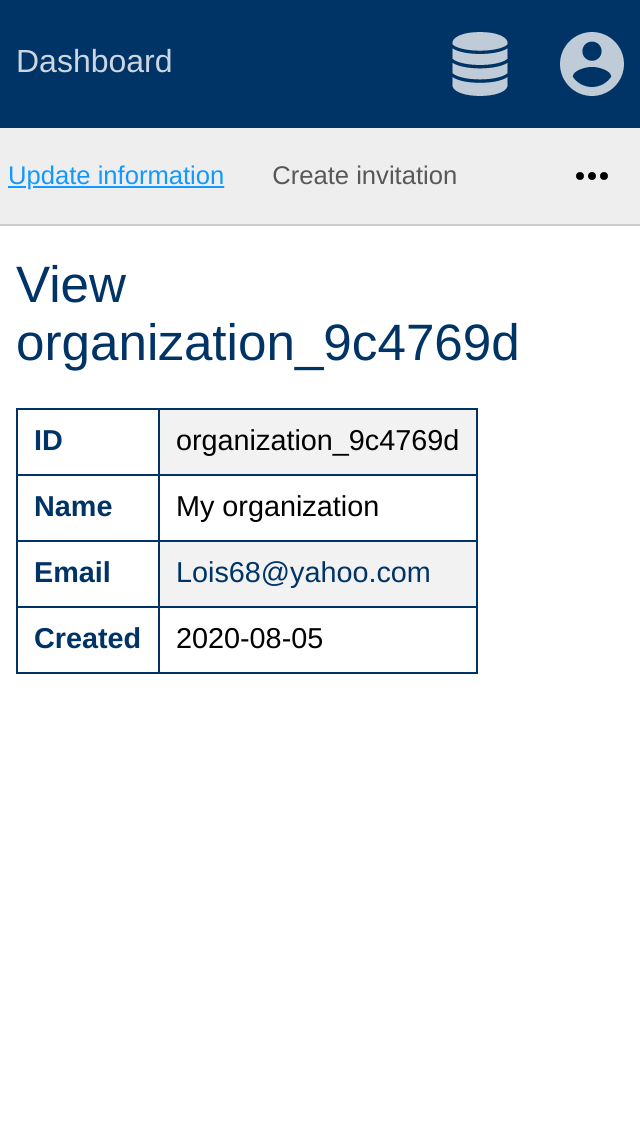 Dashboard
Update information Create invitation
View
organization_9c4769d
ID organization_9c4769d
Name My organization
Email Lois68@yahoo.com
Created 2020-08-05